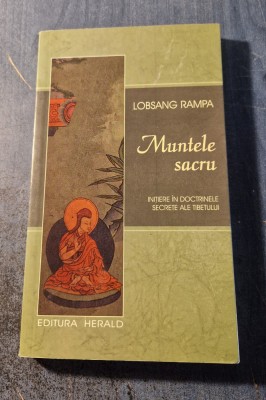 LOBSANG RAMPA
Muntele
sacru
INIȚIERE ÎN DOCTRINELE
SECRETE ALE TIBETULUI
EDITURA HERALD